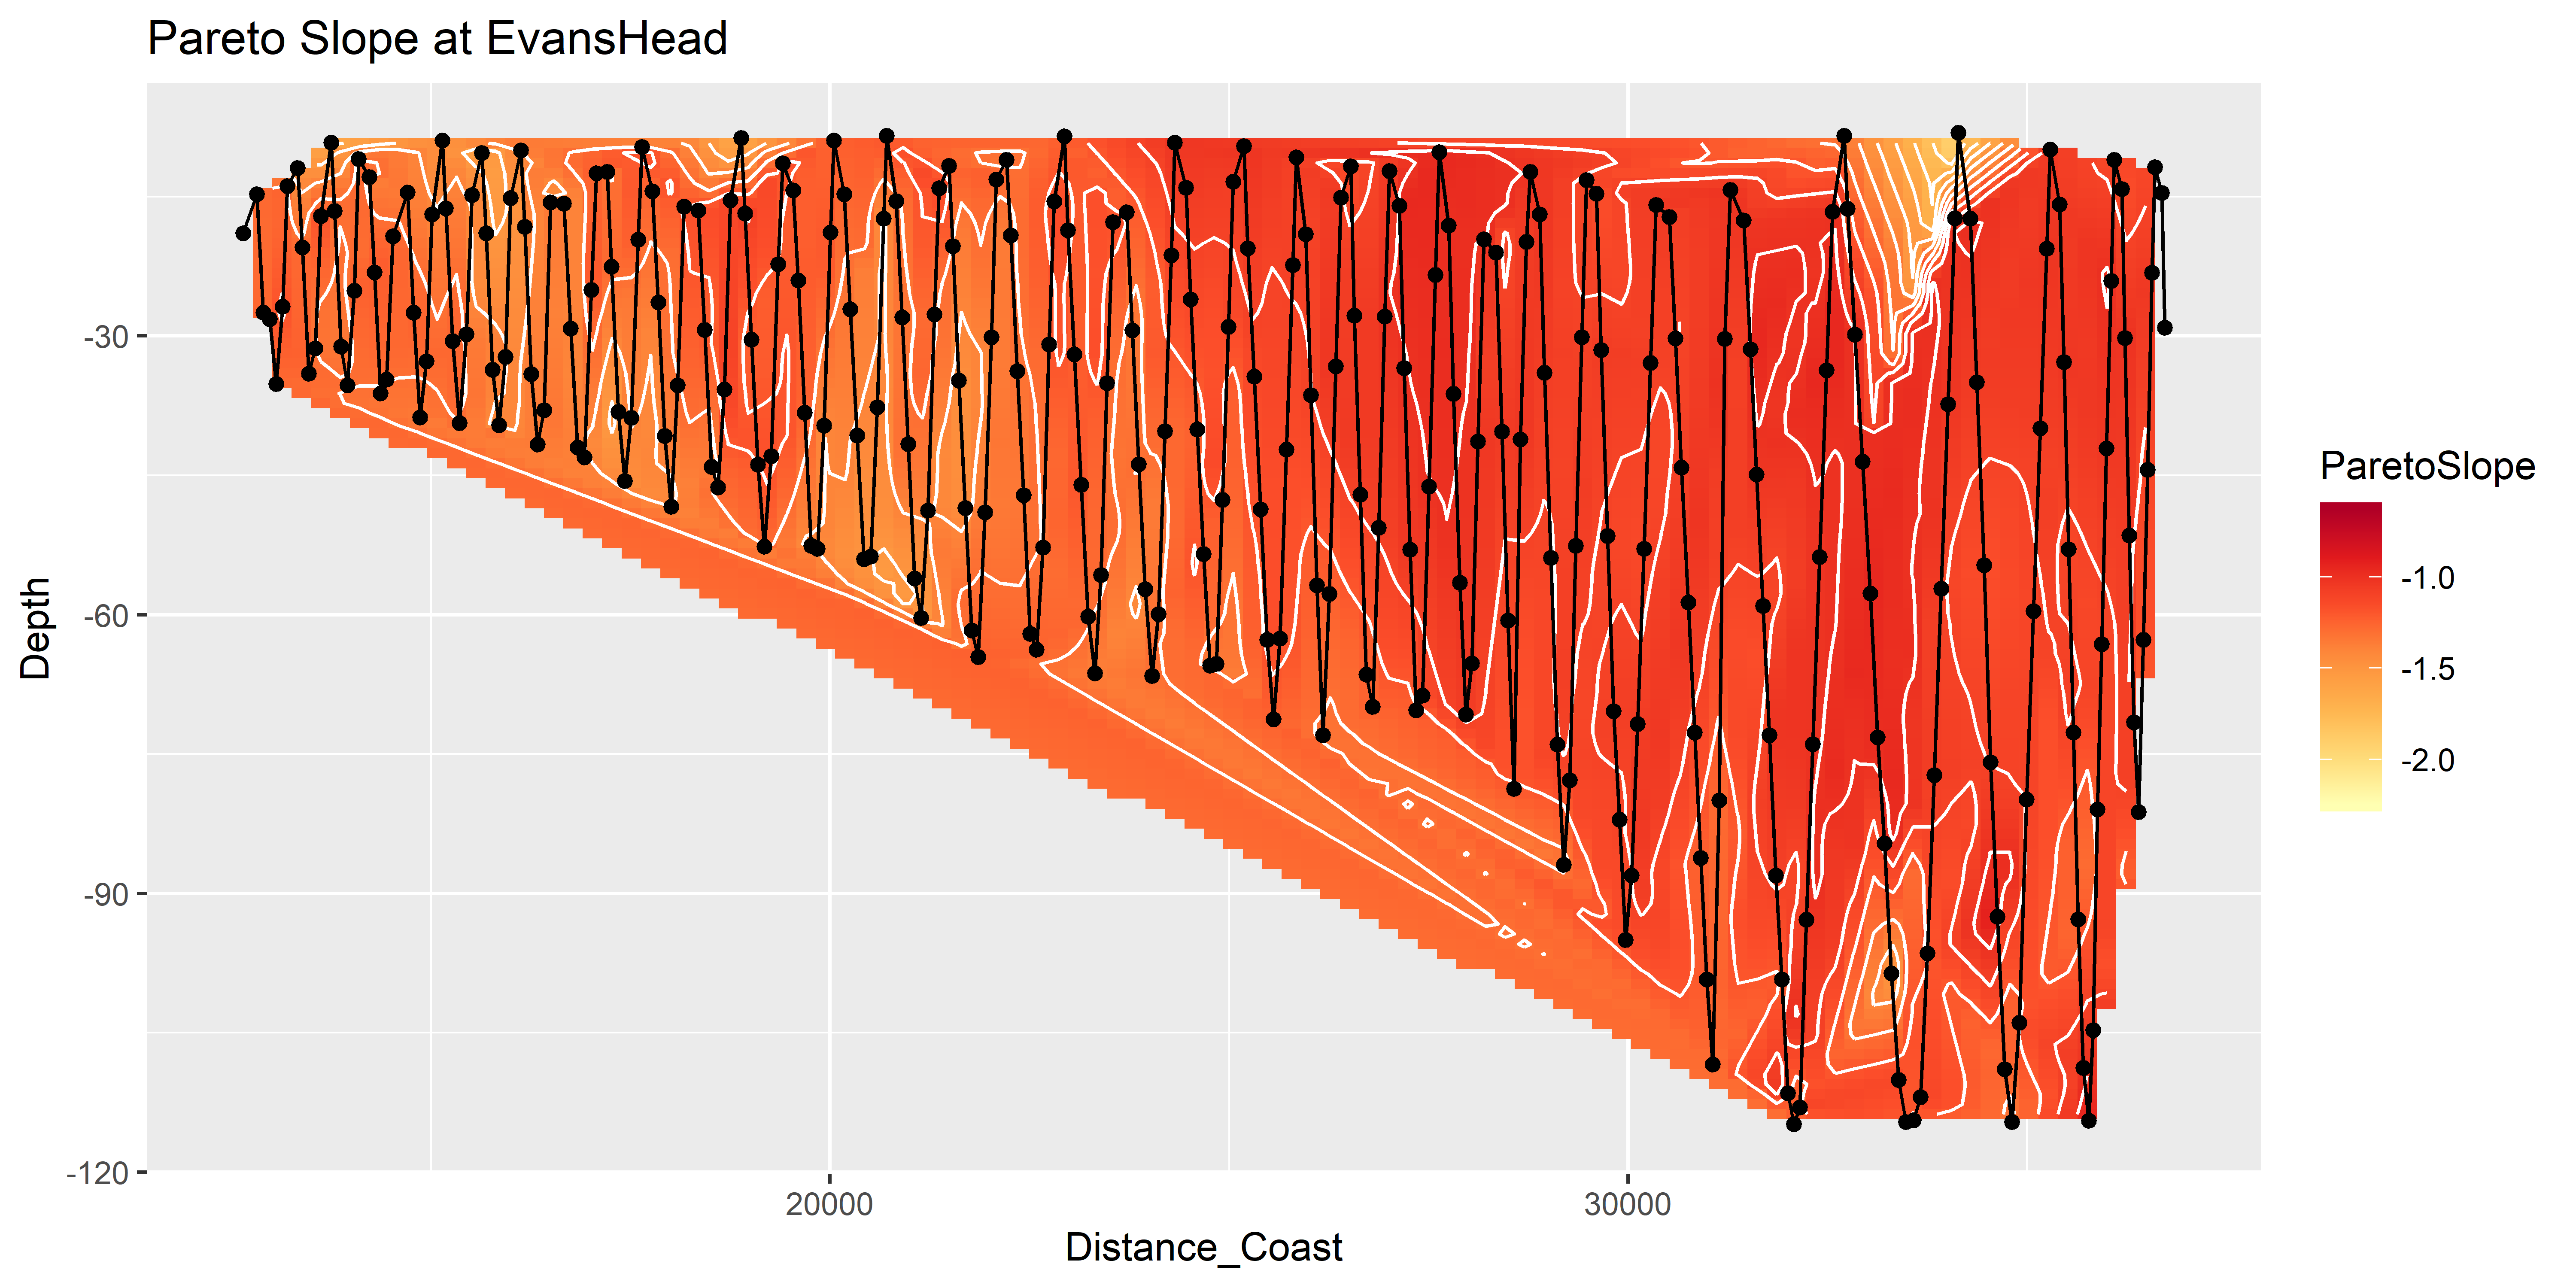 Pareto Slope at EvansHead
Depth
-30
-60
-90
-120
20000
30000
Distance_Coast
ParetoSlope
-1.0
-1.5
-2.0